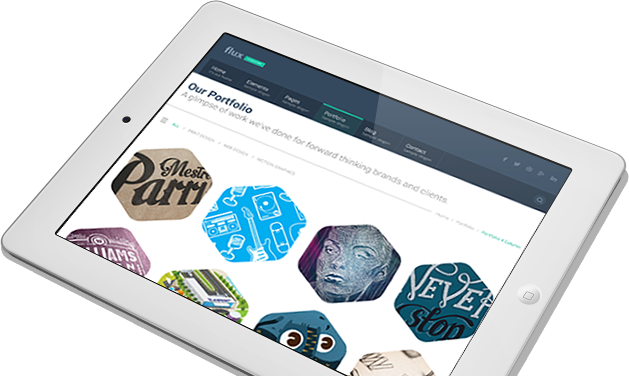 flux
Home
Elements
Pages
Portfolio
Blog
Contact
Our Portfolio
A glimpse of work we've done for forward thinking brands and clients
ALL / PRINT DESIGN / WEB DESIGN / MOTION GRAPHICS
Home / Portfolio / Portfolio 4 Column
Mestre
Parri
LLIAMS
NEVER
stop